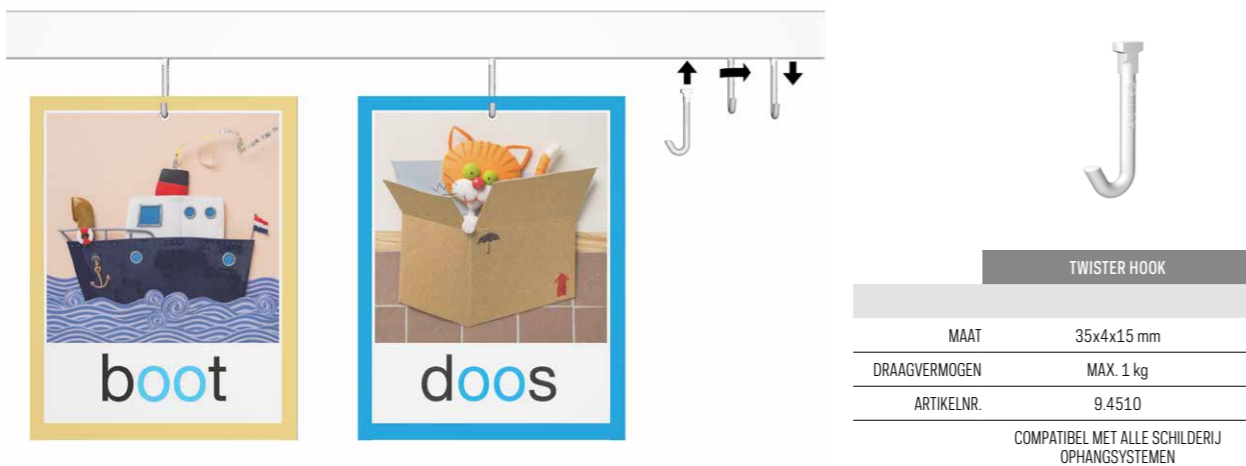 boot
doos
TWISTER HOOK
MAAT 35x4x15 mm
DRAAGVERMOGEN MAX. 1 kg
ARTIKELNR. 9.4510
COMPATIBEL MET ALLE SCHILDERIJ
OPHANGSYSTEMEN